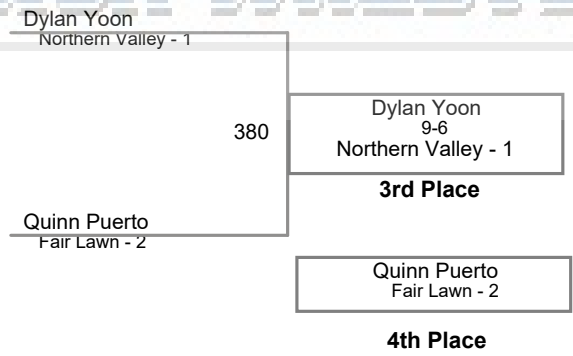 Dylan Yoon
Northern Valley - 1
380
Dylan Yoon
9-6
Northern Valley - 1
3rd Place
Quinn Puerto
Fair Lawn - 2
Quinn Puerto
Fair Lawn - 2
4th Place